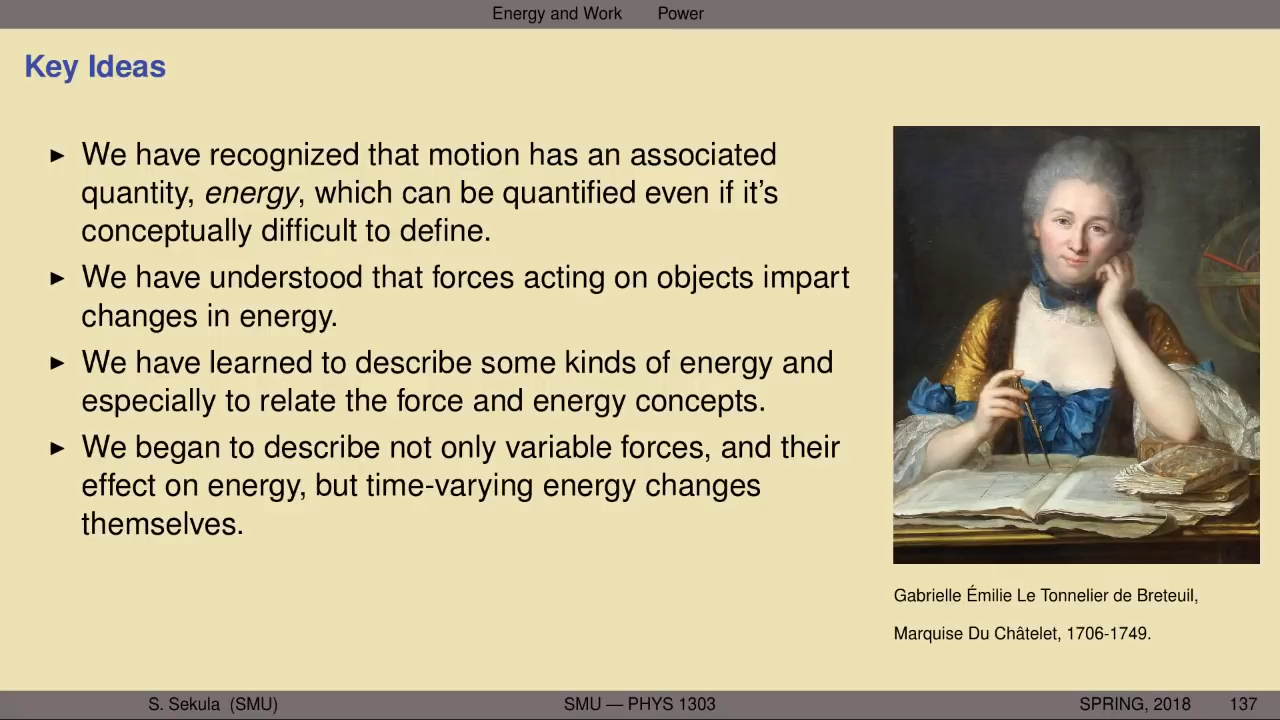 Energy and Work Power
Key Ideas
► We have recognized that motion has an associated
quantity, energy, which can be quantified even if it's
conceptually difficult to define.
► We have understood that forces acting on objects impart
changes in energy.
► We have learned to describe some kinds of energy and
especially to relate the force and energy concepts.
► We began to describe not only variable forces, and their
effect on energy, but time-varying energy changes
themselves.
Gabrielle Émilie Le Tonnelier de Breteuil,
Marquise Du Châtelet, 1706-1749.
S. Sekula (SMU) SMU — PHYS 1303 SPRING, 2018 137